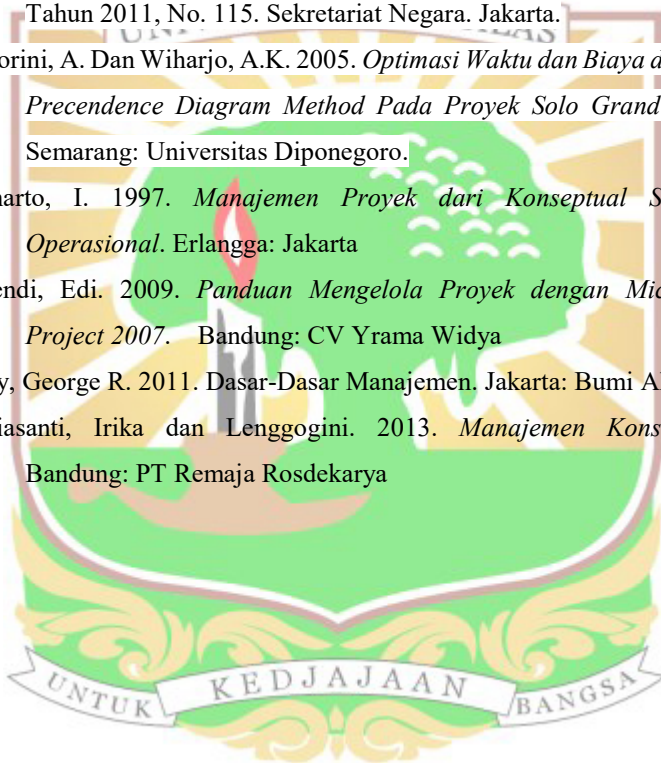 Tahun 2011, No. 115. Sekretariat Negara. Jakarta.
orini, A. Dan Wiharjo, A.K. 2005. Optimasi Waktu dan Biaya d
Precendence Diagram Method Pada Proyek Solo Grand
Semarang: Universitas Diponegoro.
arto, I. 1997. Manajemen Proyek dari Konseptual S
Operasional. Erlangga: Jakarta
endi, Edi. 2009. Panduan Mengelola Proyek dengan Mic
Project 2007. Bandung: CV Yrama Widya
y, George R. 2011. Dasar-Dasar Manajemen. Jakarta: Bumi A
iasanti, Irika dan Lenggogini. 2013. Manajemen Kons
Bandung: PT Remaja Rosdekarya
UNTUK KEDJAJAAN BANGSA